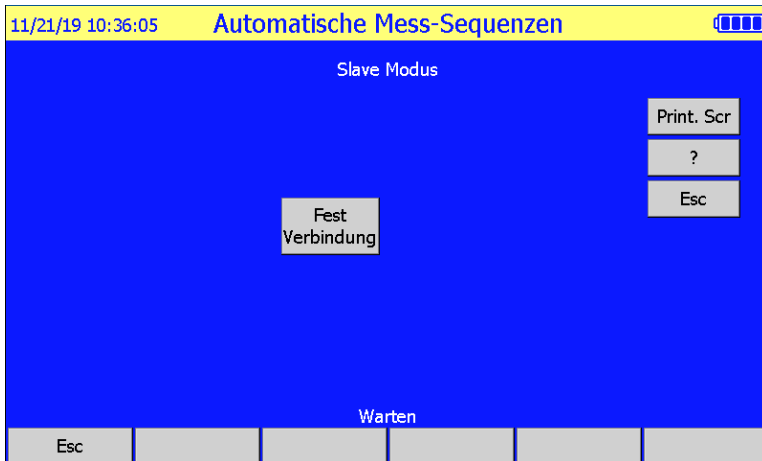 11/21/19 10:36:05 Automatische Mess-Sequenzen
Slave Modus
Print. Scr
?
Esc
Fest
Verbindung
Warten
Esc